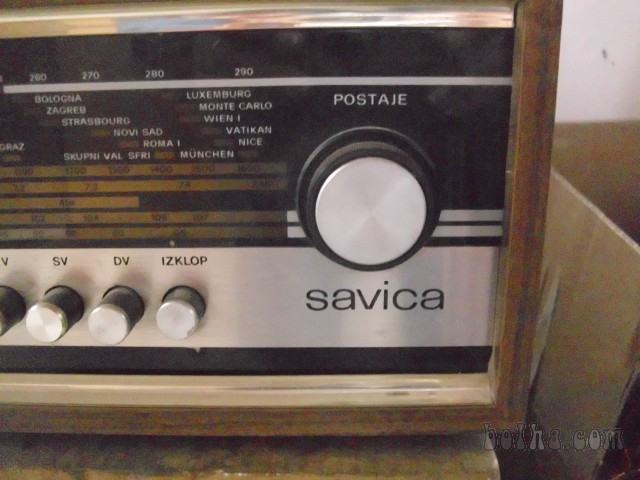 260 270 280 290
BOLOGNA LUXEMBURG
ZAGREB MONTE CARLO
STRASBOURG WIEN I
NOVI SAD VATIKAN
GRAZ ROMA I NICE
SKUPNI VAL SFRJ MÜNCHEN
POSTAJE
V SV DV IZKLOP
savica
bolha.com